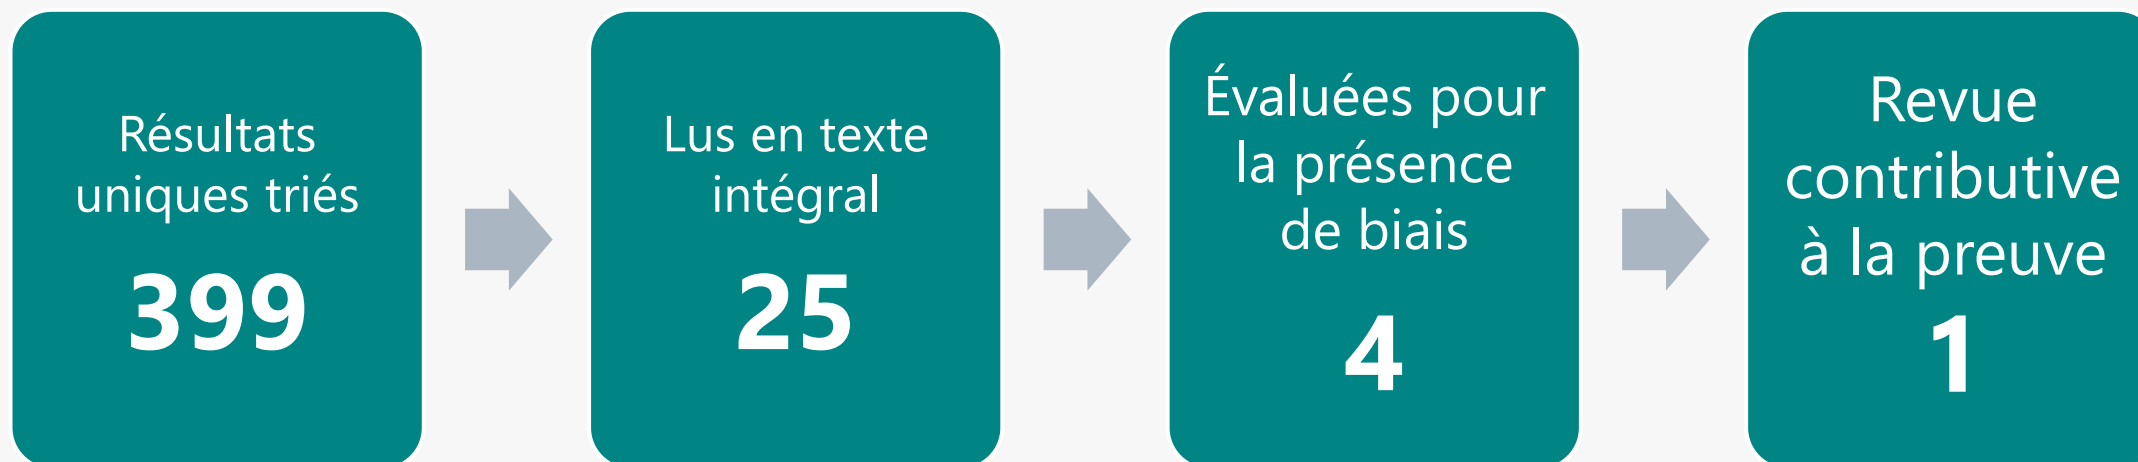 Résultats
uniques triés
399
Lus en texte
intégral
25
Évaluées pour
la présence
de biais
4
Revue
contributive
à la preuve
1